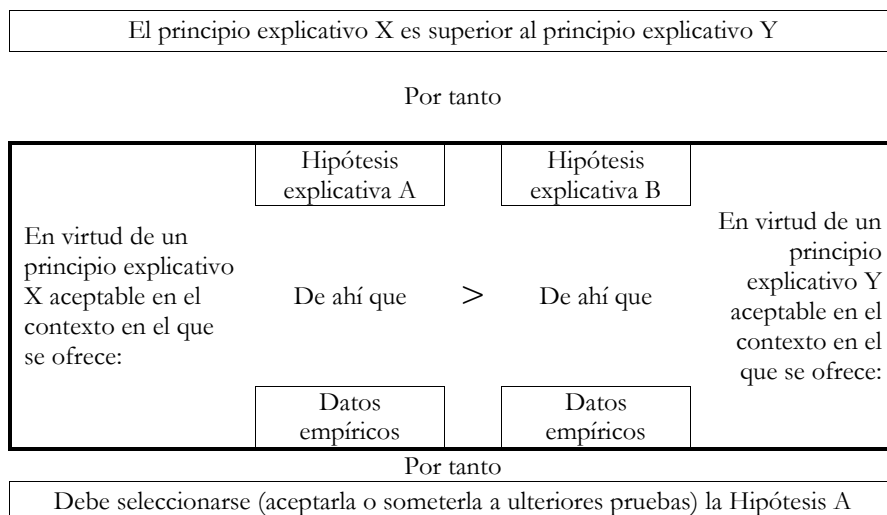 El principio explicativo X es superior al principio explicativo Y
Por tanto
En virtud de un
principio explicativo
X aceptable en el
contexto en el que
se ofrece:
Hipótesis
explicativa A
De ahí que
Datos
empíricos
>
Hipótesis
explicativa B
De ahí que
Datos
empíricos
En virtud de un
principio
explicativo Y
aceptable en el
contexto en el
que se ofrece:
Por tanto
Debe seleccionarse (aceptarla o someterla a ulteriores pruebas) la Hipótesis A